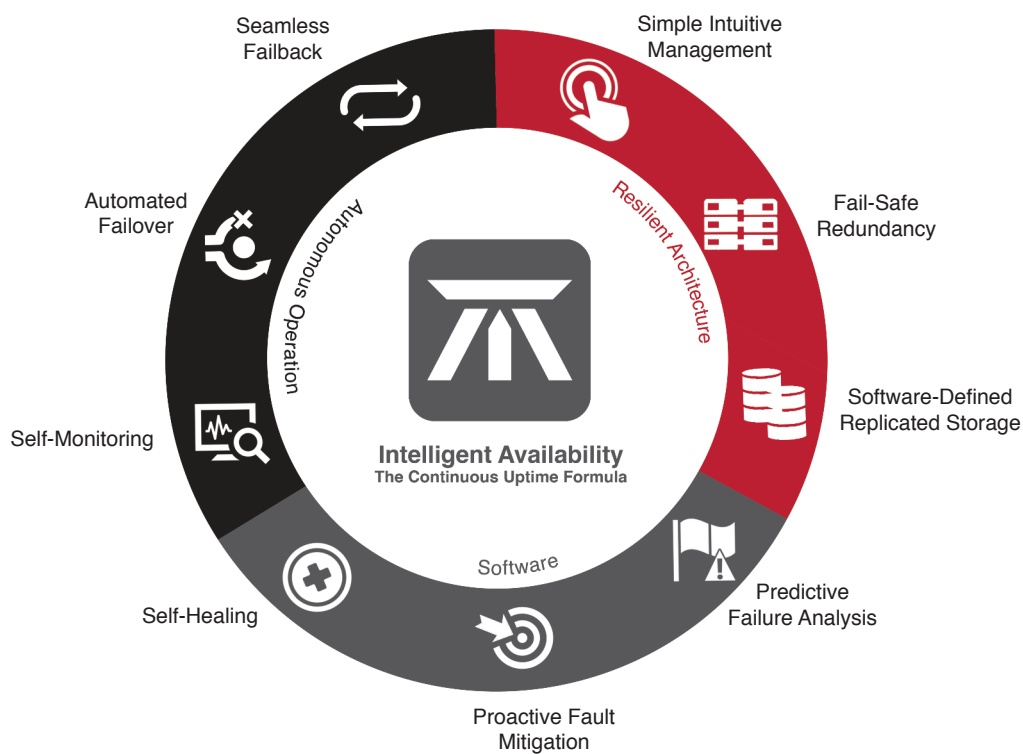 Seamless
Failback
Simple Intuitive
Management
Automated
Failover
Fail-Safe
Redundancy
Autonomous Operation
Resilient Architecture
Self-Monitoring
Software-Defined
Replicated Storage
Intelligent Availability
The Continuous Uptime Formula
Software
Self-Healing
Predictive
Failure Analysis
Proactive Fault
Mitigation